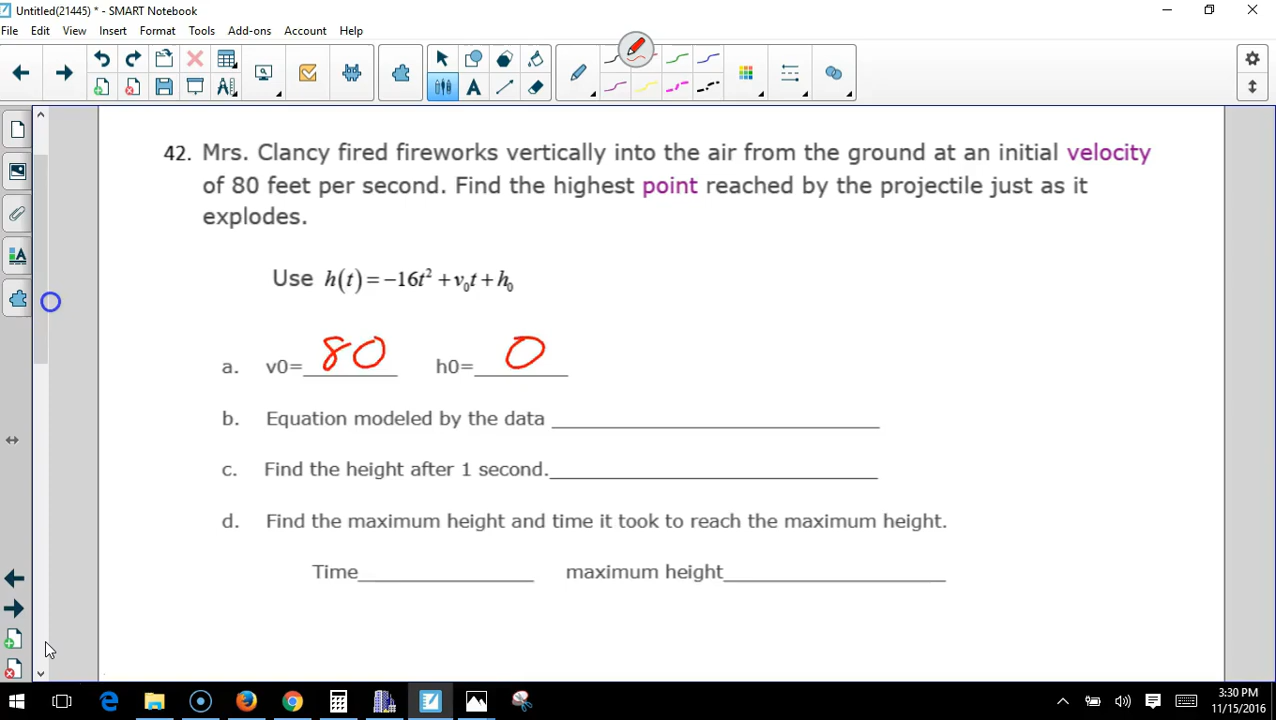 Untitled(21445) * - SMART Notebook
File Edit View Insert Format Tools Add-ons Account Help
42. Mrs. Clancy fired fireworks vertically into the air from the ground at an initial velocity
of 80 feet per second. Find the highest point reached by the projectile just as it
explodes.
Use h(t) = −16t² + v₀t + h₀
a. v0= 80 h0= 0
b. Equation modeled by the data
c. Find the height after 1 second.
d. Find the maximum height and time it took to reach the maximum height.
Time maximum height
3:30 PM
11/15/2016